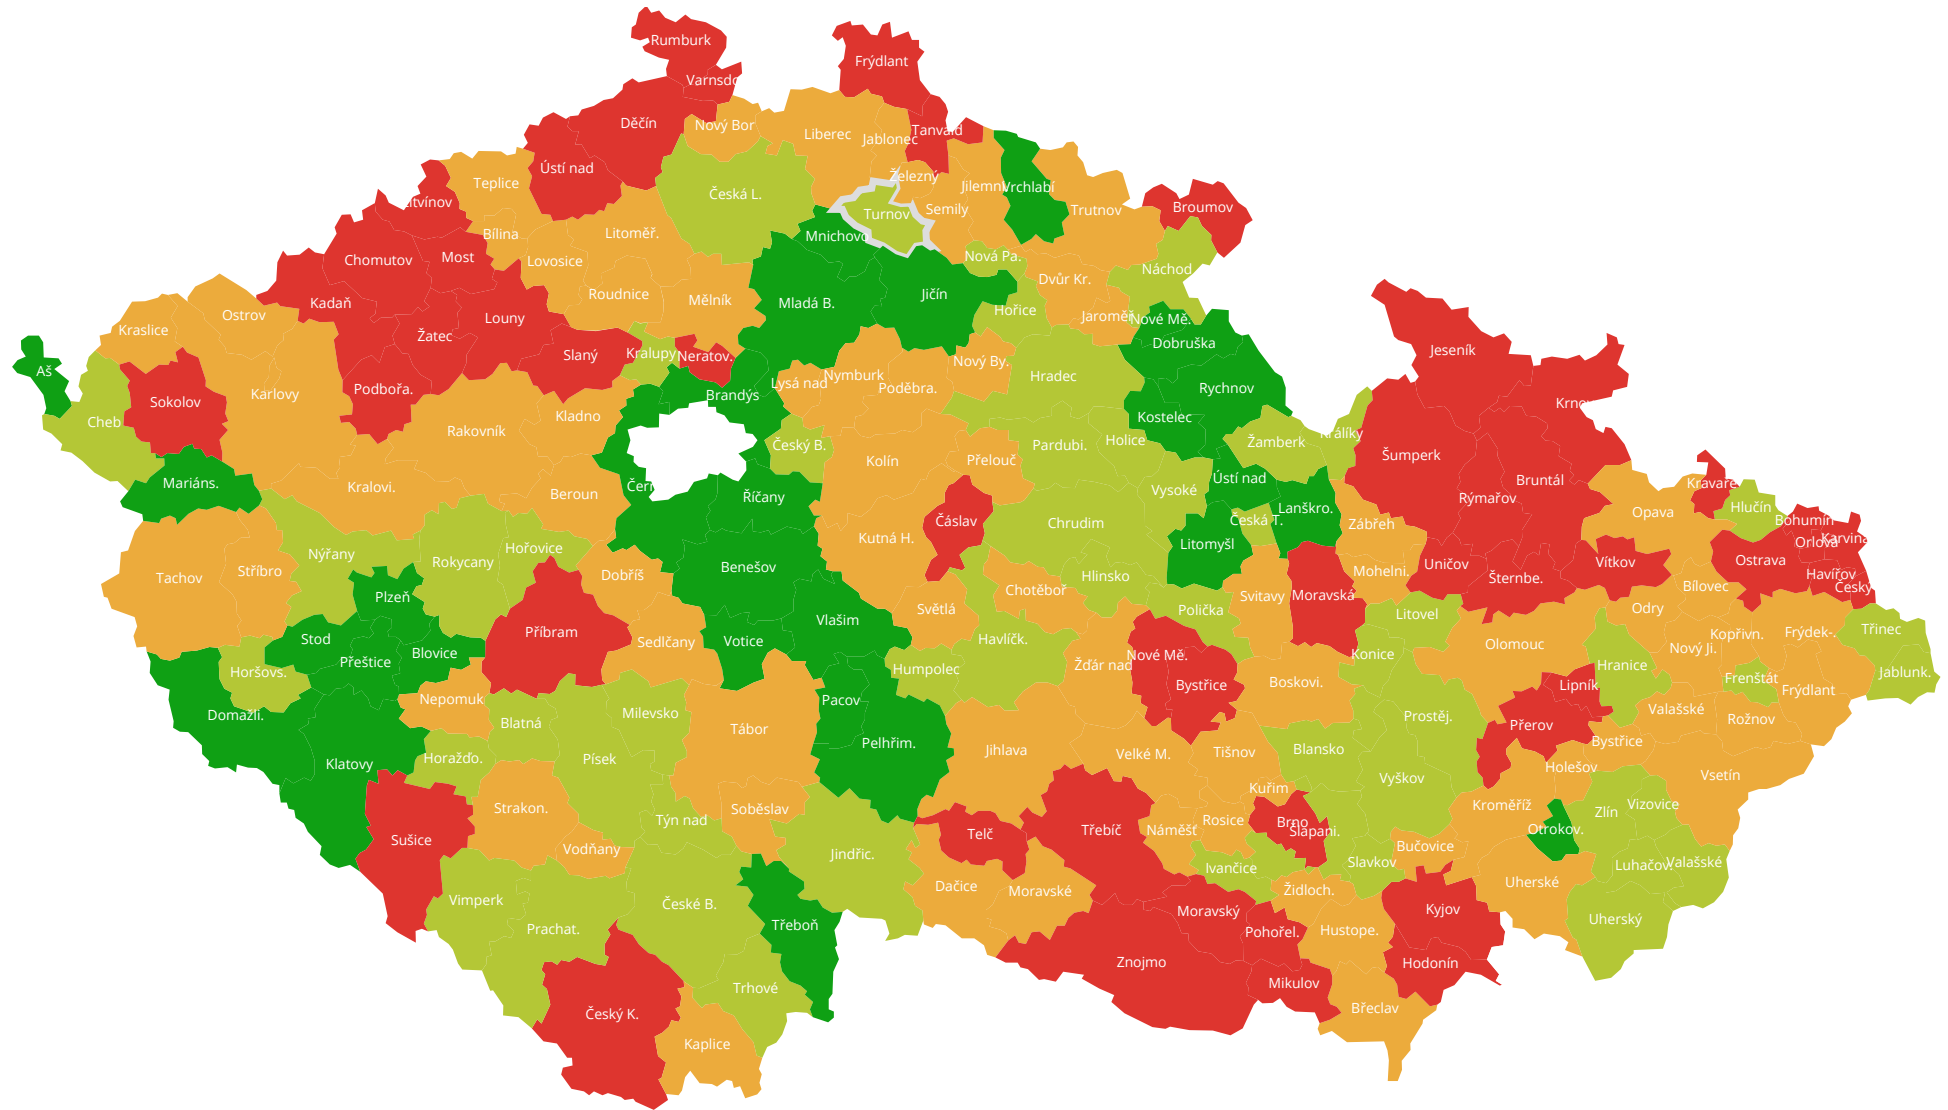 Rumburk
Frýdlant
Varnsdo
Děčín
Nový Bor
Liberec
Jablonec
Tanvald
Ústí nad
Teplice
Česká L.
Železný
Jilemni
Vrchlabí
Litvínov
Turnov
Semily
Trutnov
Broumov
Bílina
Litoměř.
Mnichovo
Most
Chomutov
Lovosice
Nová Pa.
Náchod
Roudnice
Mělník
Mladá B.
Jičín
Dvůr Kr.
Kadaň
Hořice
Jaroměř
Nové Mě.
Ostrov
Louny
Kraslice
Žatec
Dobruška
Slaný
Kralupy
Neratov.
Jeseník
Nový By.
Aš
Hradec
Nymburk
Lysá nad
Poděbra.
Rychnov
Podbořa.
Karlovy
Brandýs
Sokolov
Krnov
Kladno
Kostelec
Cheb
Rakovník
Holice
Pardubi.
Žamberk
Králíky
Český B.
Šumperk
Kolín
Přelouč
Mariáns.
Kralovi.
Ústí nad
Bruntál
Kravaře
Beroun
Čern
Říčany
Vysoké
Rýmařov
Lanškro.
Hlučín
Opava
Čáslav
Chrudim
Česká T.
Zábřeh
Bohumín
Kutná H.
Litomyšl
Orlová
Karviná
Hořovice
Nýřany
Rokycany
Ostrava
Uničov
Vítkov
Benešov
Stříbro
Tachov
Dobříš
Hlinsko
Mohelni.
Šternbe.
Havířov
Chotěboř
Bílovec
Český
Plzeň
Svitavy
Moravská
Světlá
Polička
Odry
Litovel
Vlašim
Příbram
Třinec
Stod
Votice
Sedlčany
Havlíčk.
Kopřivn.
Frýdek-.
Olomouc
Nový Ji.
Blovice
Přeštice
Nové Mě.
Konice
Žďár nad
Hranice
Horšovs.
Humpolec
Jablunk.
Boskovi.
Bystřice
Lipník
Frenštát
Frýdlant
Nepomuk
Pacov
Valašské
Domažli.
Milevsko
Blatná
Prostěj.
Rožnov
Přerov
Tábor
Pelhřim.
Bystřice
Jihlava
Velké M.
Tišnov
Blansko
Horažďo.
Písek
Klatovy
Holešov
Vsetín
Vyškov
Kuřim
Strakon.
Soběslav
Kroměříž
Vizovice
Zlín
Týn nad
Rosice
Brno
Šlapani.
Náměšť
Třebíč
Telč
Otrokov.
Sušice
Vodňany
Bučovice
Jindřic.
Slavkov
Valašské
Luhačov.
Ivančice
Uherské
Dačice
Moravské
Židloch.
Vimperk
České B.
Moravský
Kyjov
Uherský
Třeboň
Prachat.
Pohořel.
Hustope.
Znojmo
Hodonín
Mikulov
Trhové
Břeclav
Český K.
Kaplice